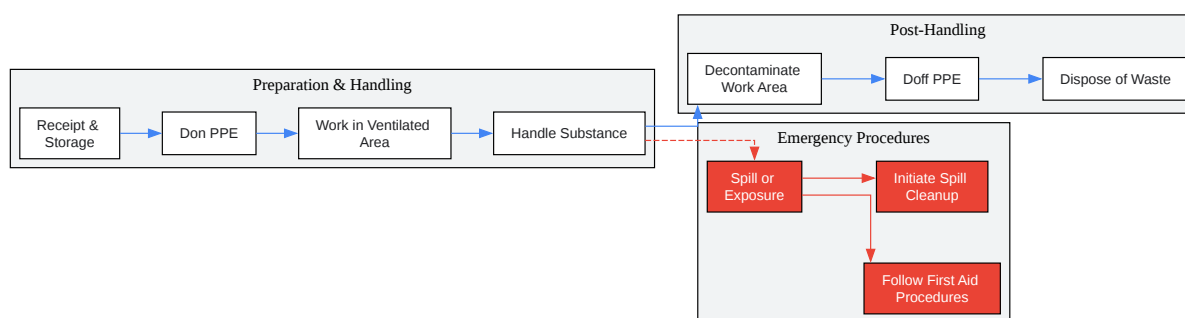 Preparation & Handling
Receipt &
Storage
Don PPE
Work in Ventilated
Area
Handle Substance
Post-Handling
Decontaminate
Work Area
Doff PPE
Dispose of Waste
Emergency Procedures
Spill or
Exposure
Initiate Spill
Cleanup
Follow First Aid
Procedures